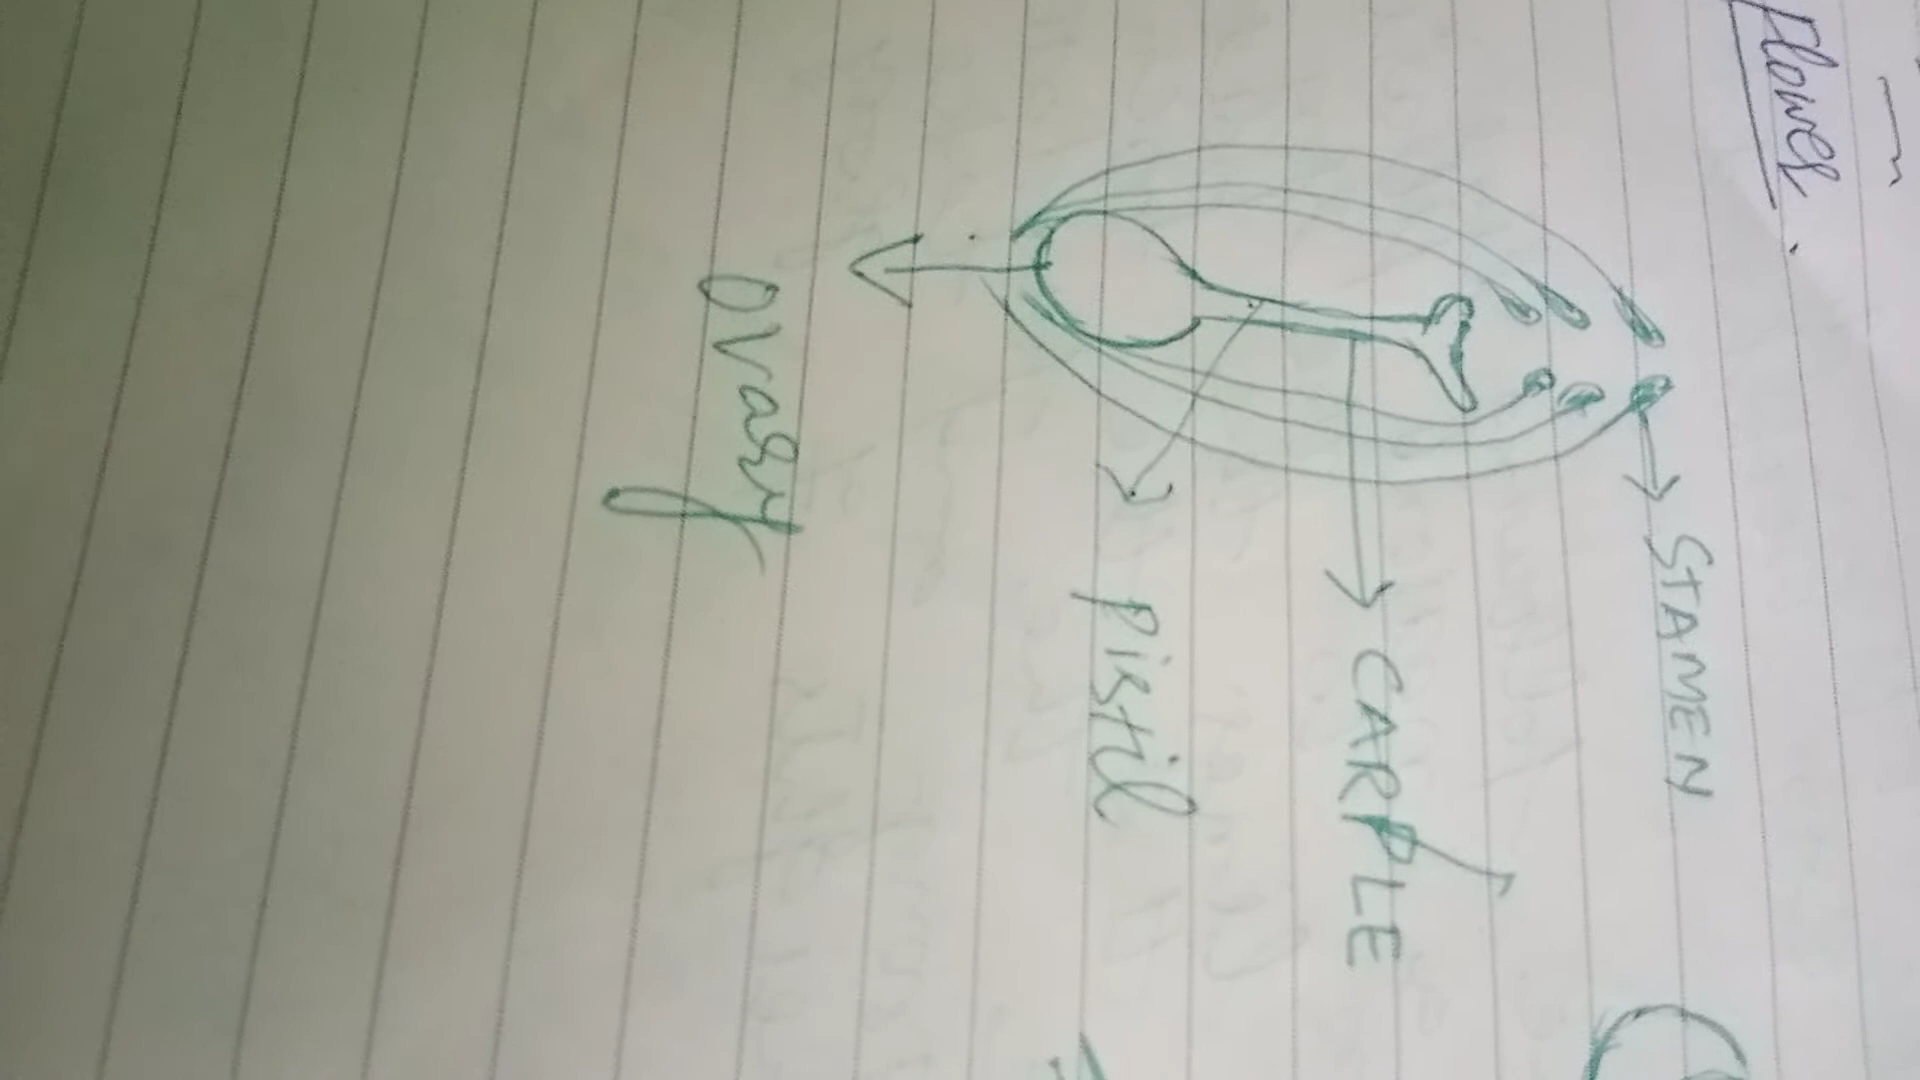 Flower.
STAMEN
CARPLE
Pistil
Ovary